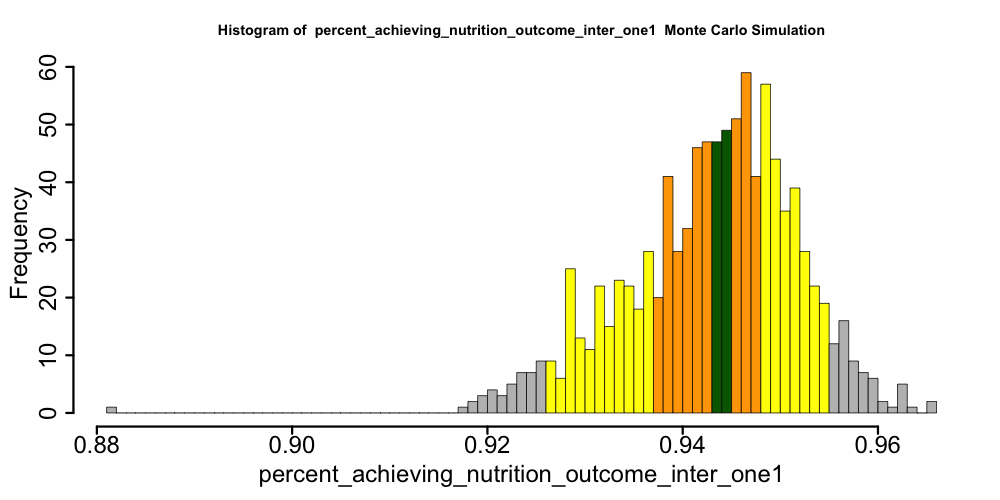 Histogram of  percent_achieving_nutrition_outcome_inter_one1  Monte Carlo Simulation
Frequency
60
50
40
30
20
10
0
0.88 0.90 0.92 0.94 0.96
percent_achieving_nutrition_outcome_inter_one1